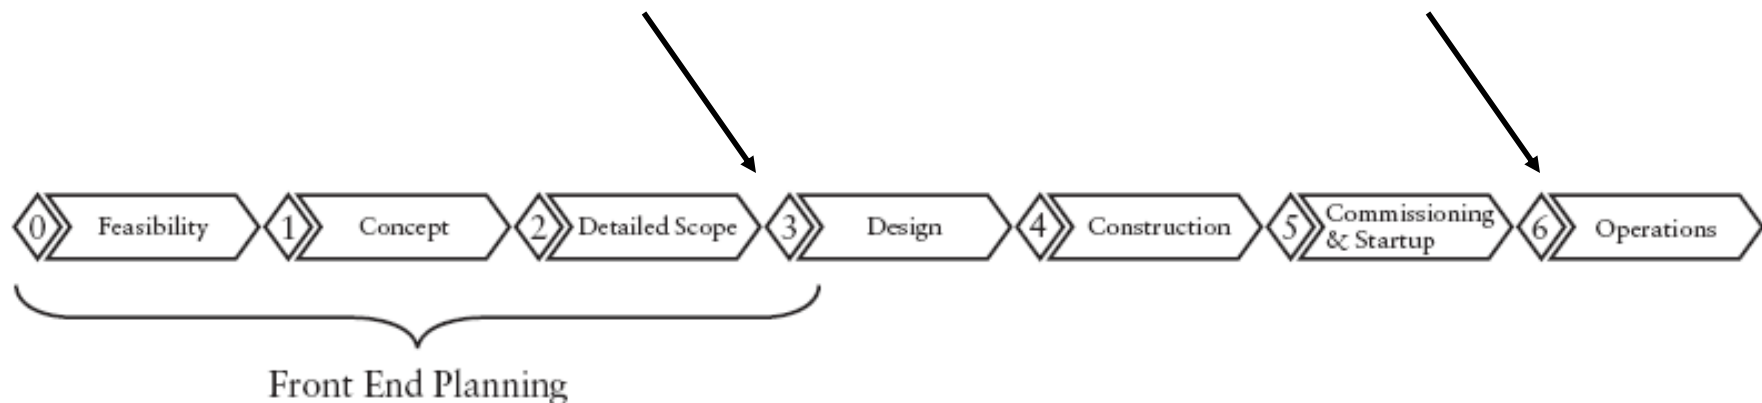 0
Feasibility
1
Concept
2
Detailed Scope
3
Design
4
Construction
5
Commissioning
& Startup
6
Operations
Front End Planning